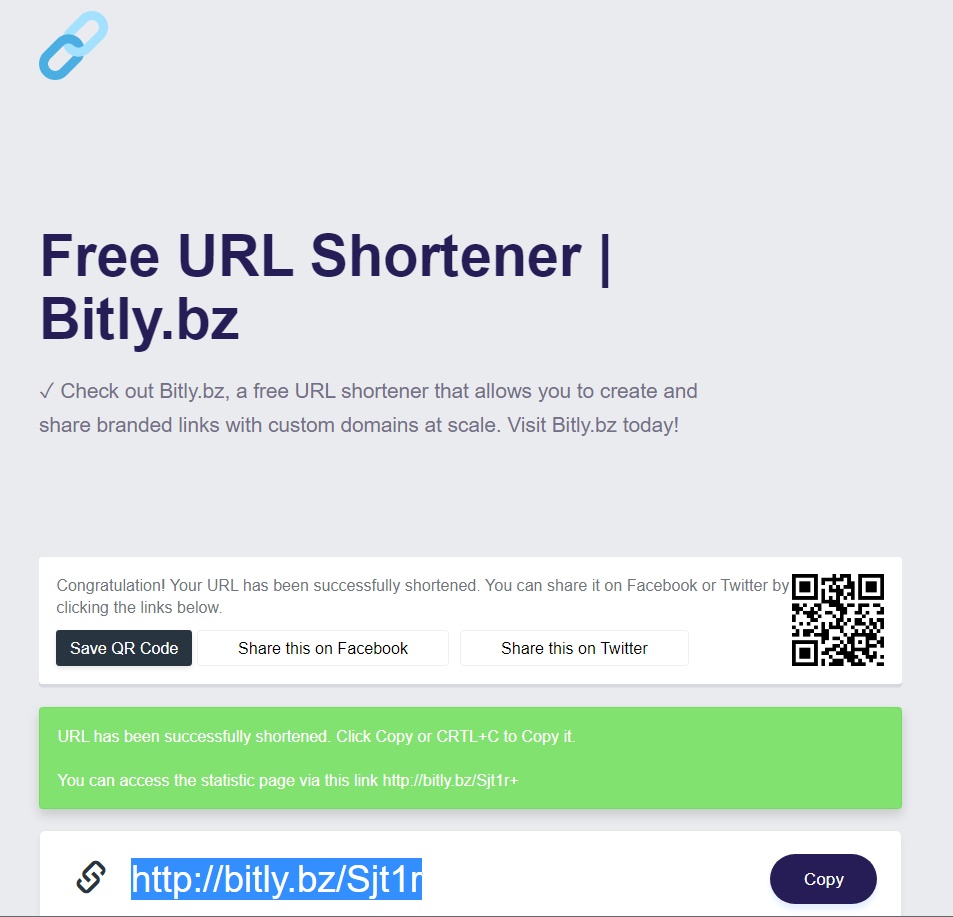 Free URL Shortener |
Bitly.bz
✓ Check out Bitly.bz, a free URL shortener that allows you to create and
share branded links with custom domains at scale. Visit Bitly.bz today!
Congratulation! Your URL has been successfully shortened. You can share it on Facebook or Twitter by
clicking the links below.
Save QR Code
Share this on Facebook
Share this on Twitter
URL has been successfully shortened. Click Copy or CRTL+C to Copy it.
You can access the statistic page via this link http://bitly.bz/Sjt1r+
http://bitly.bz/Sjt1r
Copy